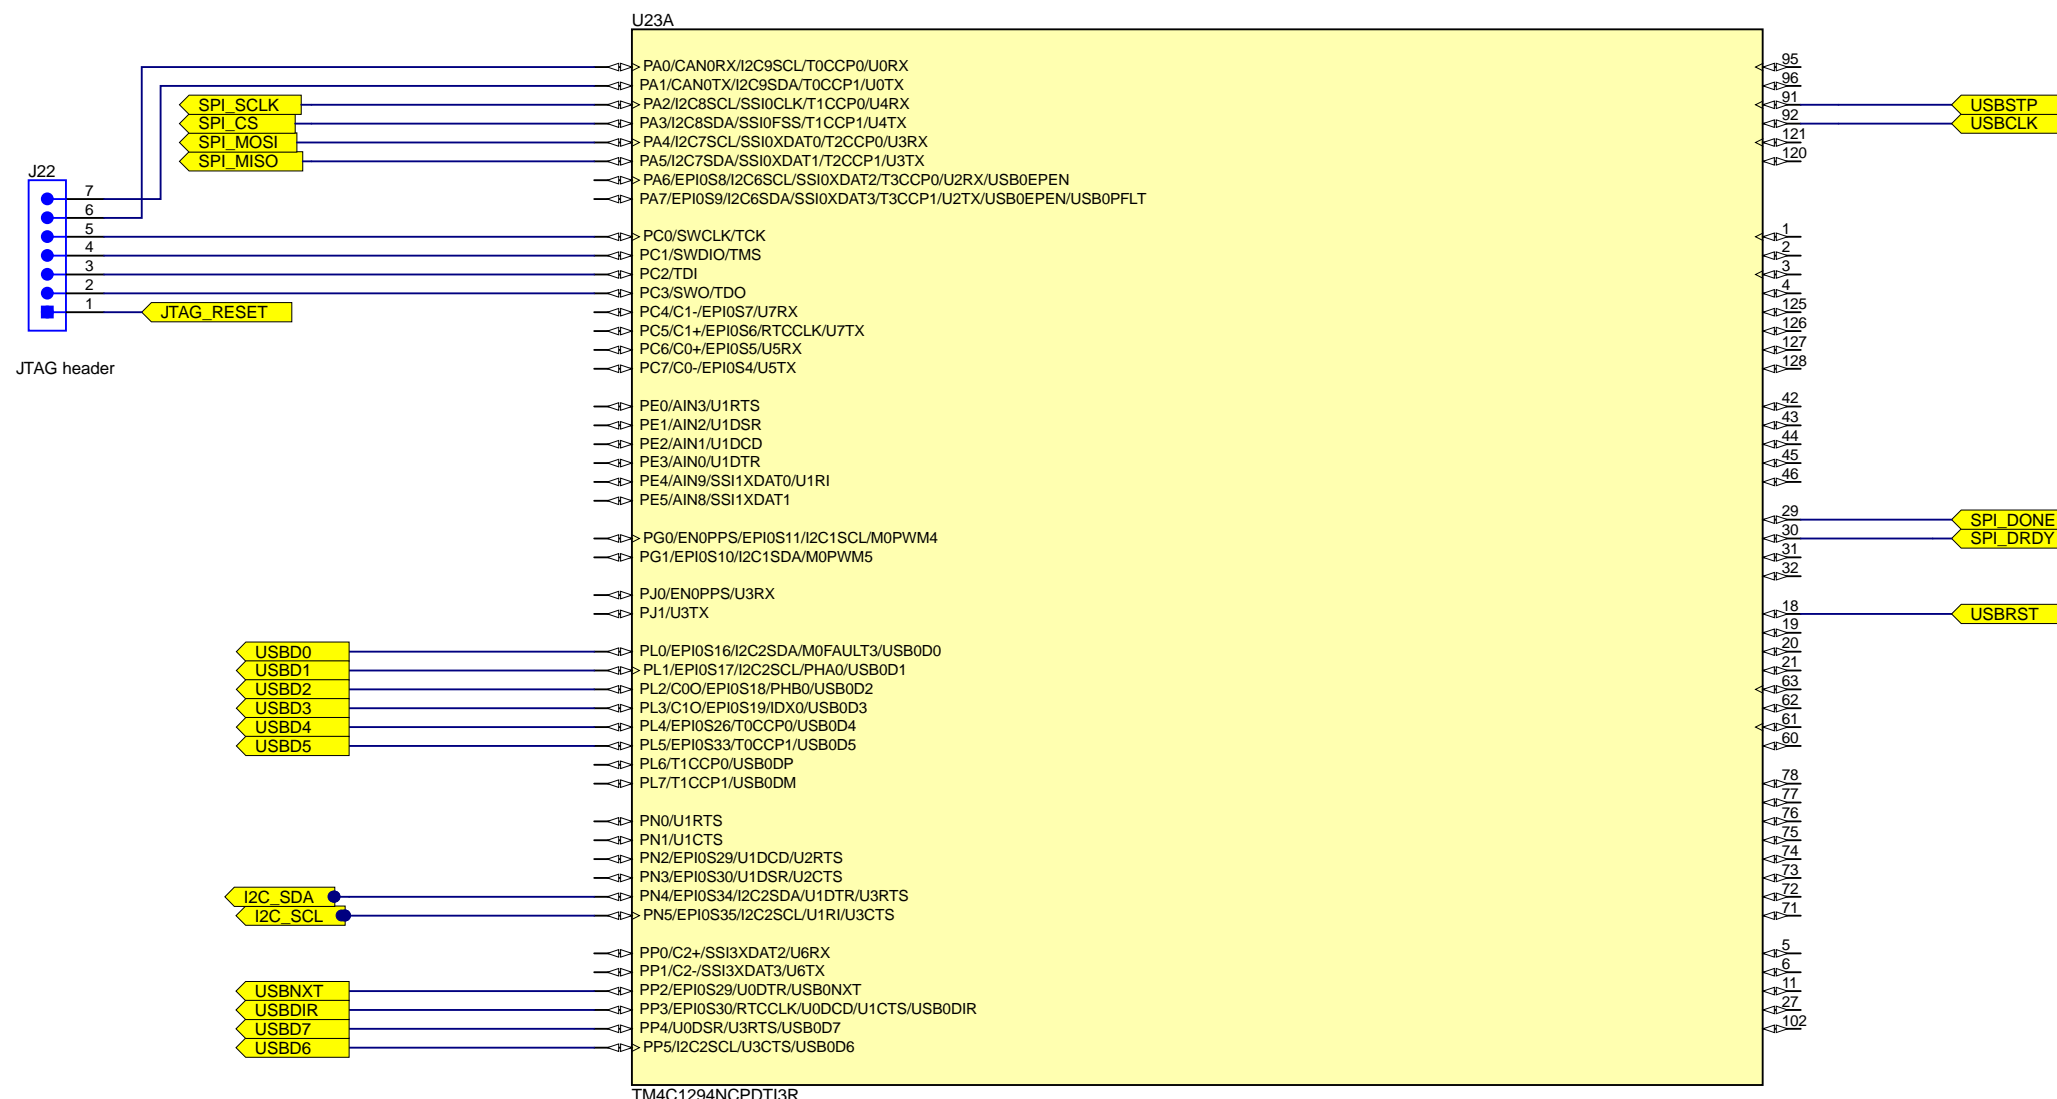 U23A
PA0/CAN0RX/I2C9SCL/T0CCP0/U0RX
95
PA1/CAN0TX/I2C9SDA/T0CCP1/U0TX
96
SPI_SCLK
PA2/I2C8SCL/SSI0CLK/T1CCP0/U4RX
91
USBSTP
SPI_CS
PA3/I2C8SDA/SSI0FSS/T1CCP1/U4TX
92
USBCLK
SPI_MOSI
PA4/I2C7SCL/SSI0XDAT0/T2CCP0/U3RX
121
SPI_MISO
PA5/I2C7SDA/SSI0XDAT1/T2CCP1/U3TX
120
J22
PA6/EPI0S8/I2C6SCL/SSI0XDAT2/T3CCP0/U2RX/USB0EPEN
7
PA7/EPI0S9/I2C6SDA/SSI0XDAT3/T3CCP1/U2TX/USB0EPEN/USB0PFLT
6
5
PC0/SWCLK/TCK
1
4
PC1/SWDIO/TMS
2
3
PC2/TDI
3
2
PC3/SWO/TDO
4
1
JTAG_RESET
PC4/C1-/EPI0S7/U7RX
125
PC5/C1+/EPI0S6/RTCCLK/U7TX
126
PC6/C0+/EPI0S5/U5RX
127
JTAG header
PC7/C0-/EPI0S4/U5TX
128
PE0/AIN3/U1RTS
42
PE1/AIN2/U1DSR
43
PE2/AIN1/U1DCD
44
PE3/AIN0/U1DTR
45
PE4/AIN9/SSI1XDAT0/U1RI
46
PE5/AIN8/SSI1XDAT1
29
SPI_DONE
PG0/EN0PPS/EPI0S11/I2C1SCL/M0PWM4
30
SPI_DRDY
PG1/EPI0S10/I2C1SDA/M0PWM5
31
32
PJ0/EN0PPS/U3RX
PJ1/U3TX
18
USBRST
19
USBD0
PL0/EPI0S16/I2C2SDA/M0FAULT3/USB0D0
20
USBD1
PL1/EPI0S17/I2C2SCL/PHA0/USB0D1
21
USBD2
PL2/C0O/EPI0S18/PHB0/USB0D2
63
USBD3
PL3/C1O/EPI0S19/IDX0/USB0D3
62
USBD4
PL4/EPI0S26/T0CCP0/USB0D4
61
USBD5
PL5/EPI0S33/T0CCP1/USB0D5
60
PL6/T1CCP0/USB0DP
PL7/T1CCP1/USB0DM
78
77
PN0/U1RTS
76
PN1/U1CTS
75
PN2/EPI0S29/U1DCD/U2RTS
74
PN3/EPI0S30/U1DSR/U2CTS
73
I2C_SDA
PN4/EPI0S34/I2C2SDA/U1DTR/U3RTS
72
I2C_SCL
PN5/EPI0S35/I2C2SCL/U1RI/U3CTS
71
PP0/C2+/SSI3XDAT2/U6RX
5
PP1/C2-/SSI3XDAT3/U6TX
6
USBNXT
PP2/EPI0S29/U0DTR/USB0NXT
11
USBDIR
PP3/EPI0S30/RTCCLK/U0DCD/U1CTS/USB0DIR
27
USBD7
PP4/U0DSR/U3RTS/USB0D7
102
USBD6
PP5/I2C2SCL/U3CTS/USB0D6
TM4C1294NCPDTI3R